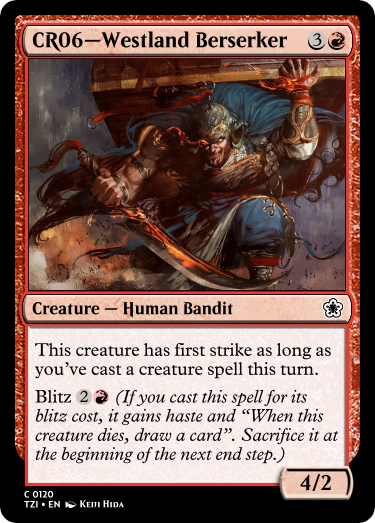 CR06—Westland Berserker 3
Creature — Human Bandit
This creature has first strike as long as
you've cast a creature spell this turn.
Blitz 2 (If you cast this spell for its
blitz cost, it gains haste and “When this
creature dies, draw a card”. Sacrifice it at
the beginning of the next end step.)
4/2
C 0120
TZI • EN KEIJI HIDA